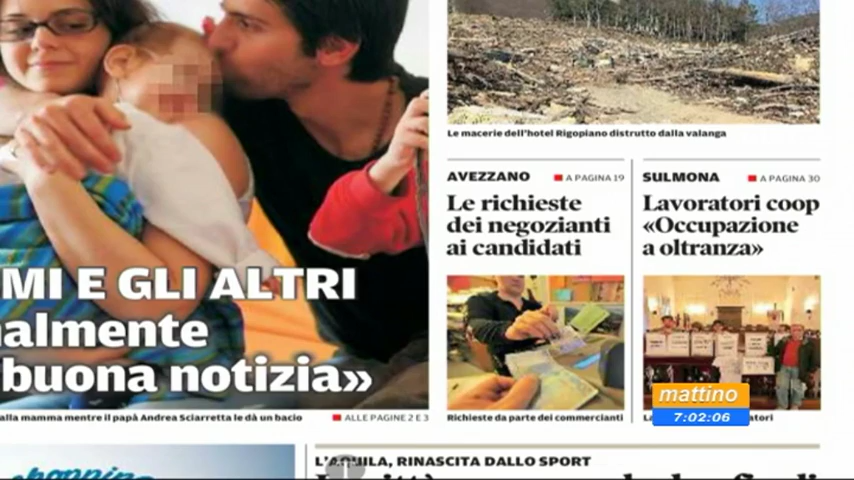 Le macerie dell'hotel Rigopiano distrutto dalla valanga
AVEZZANO A PAGINA 19
Le richieste
dei negozianti
ai candidati
SULMONA A PAGINA 30
Lavoratori coop
«Occupazione
a oltranza»
MI E GLI ALTRI
nalmente
buona notizia»
alla mamma mentre il papà Andrea Sciarretta le dà un bacio ALLE PAGINE 2 E 3
Richieste da parte dei commercianti
mattino
7:02:06
shopping
L'AQUILA, RINASCITA DALLO SPORT